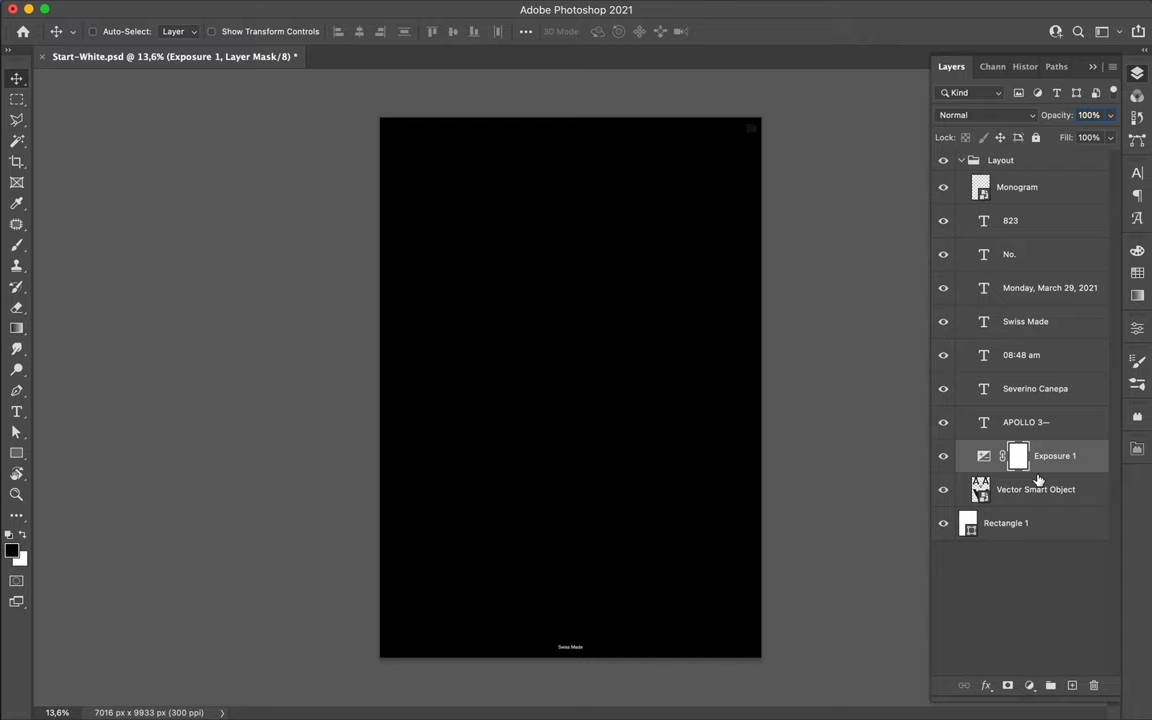 Adobe Photoshop 2021
Auto-Select:
Layer
Show Transform Controls
3D Mode:
Start-White.psd @ 13,6% (Exposure 1, Layer Mask/8) *
Layers Chann Histor Paths
Kind
Normal Opacity: 100%
Lock: Fill: 100%
Layout
Monogram
823
No.
Monday, March 29, 2021
Swiss Made
08:48 am
Severino Canepa
APOLLO 3—
Exposure 1
Vector Smart Object
Rectangle 1
Swiss Made
13,6% 7016 px x 9933 px (300 ppi)